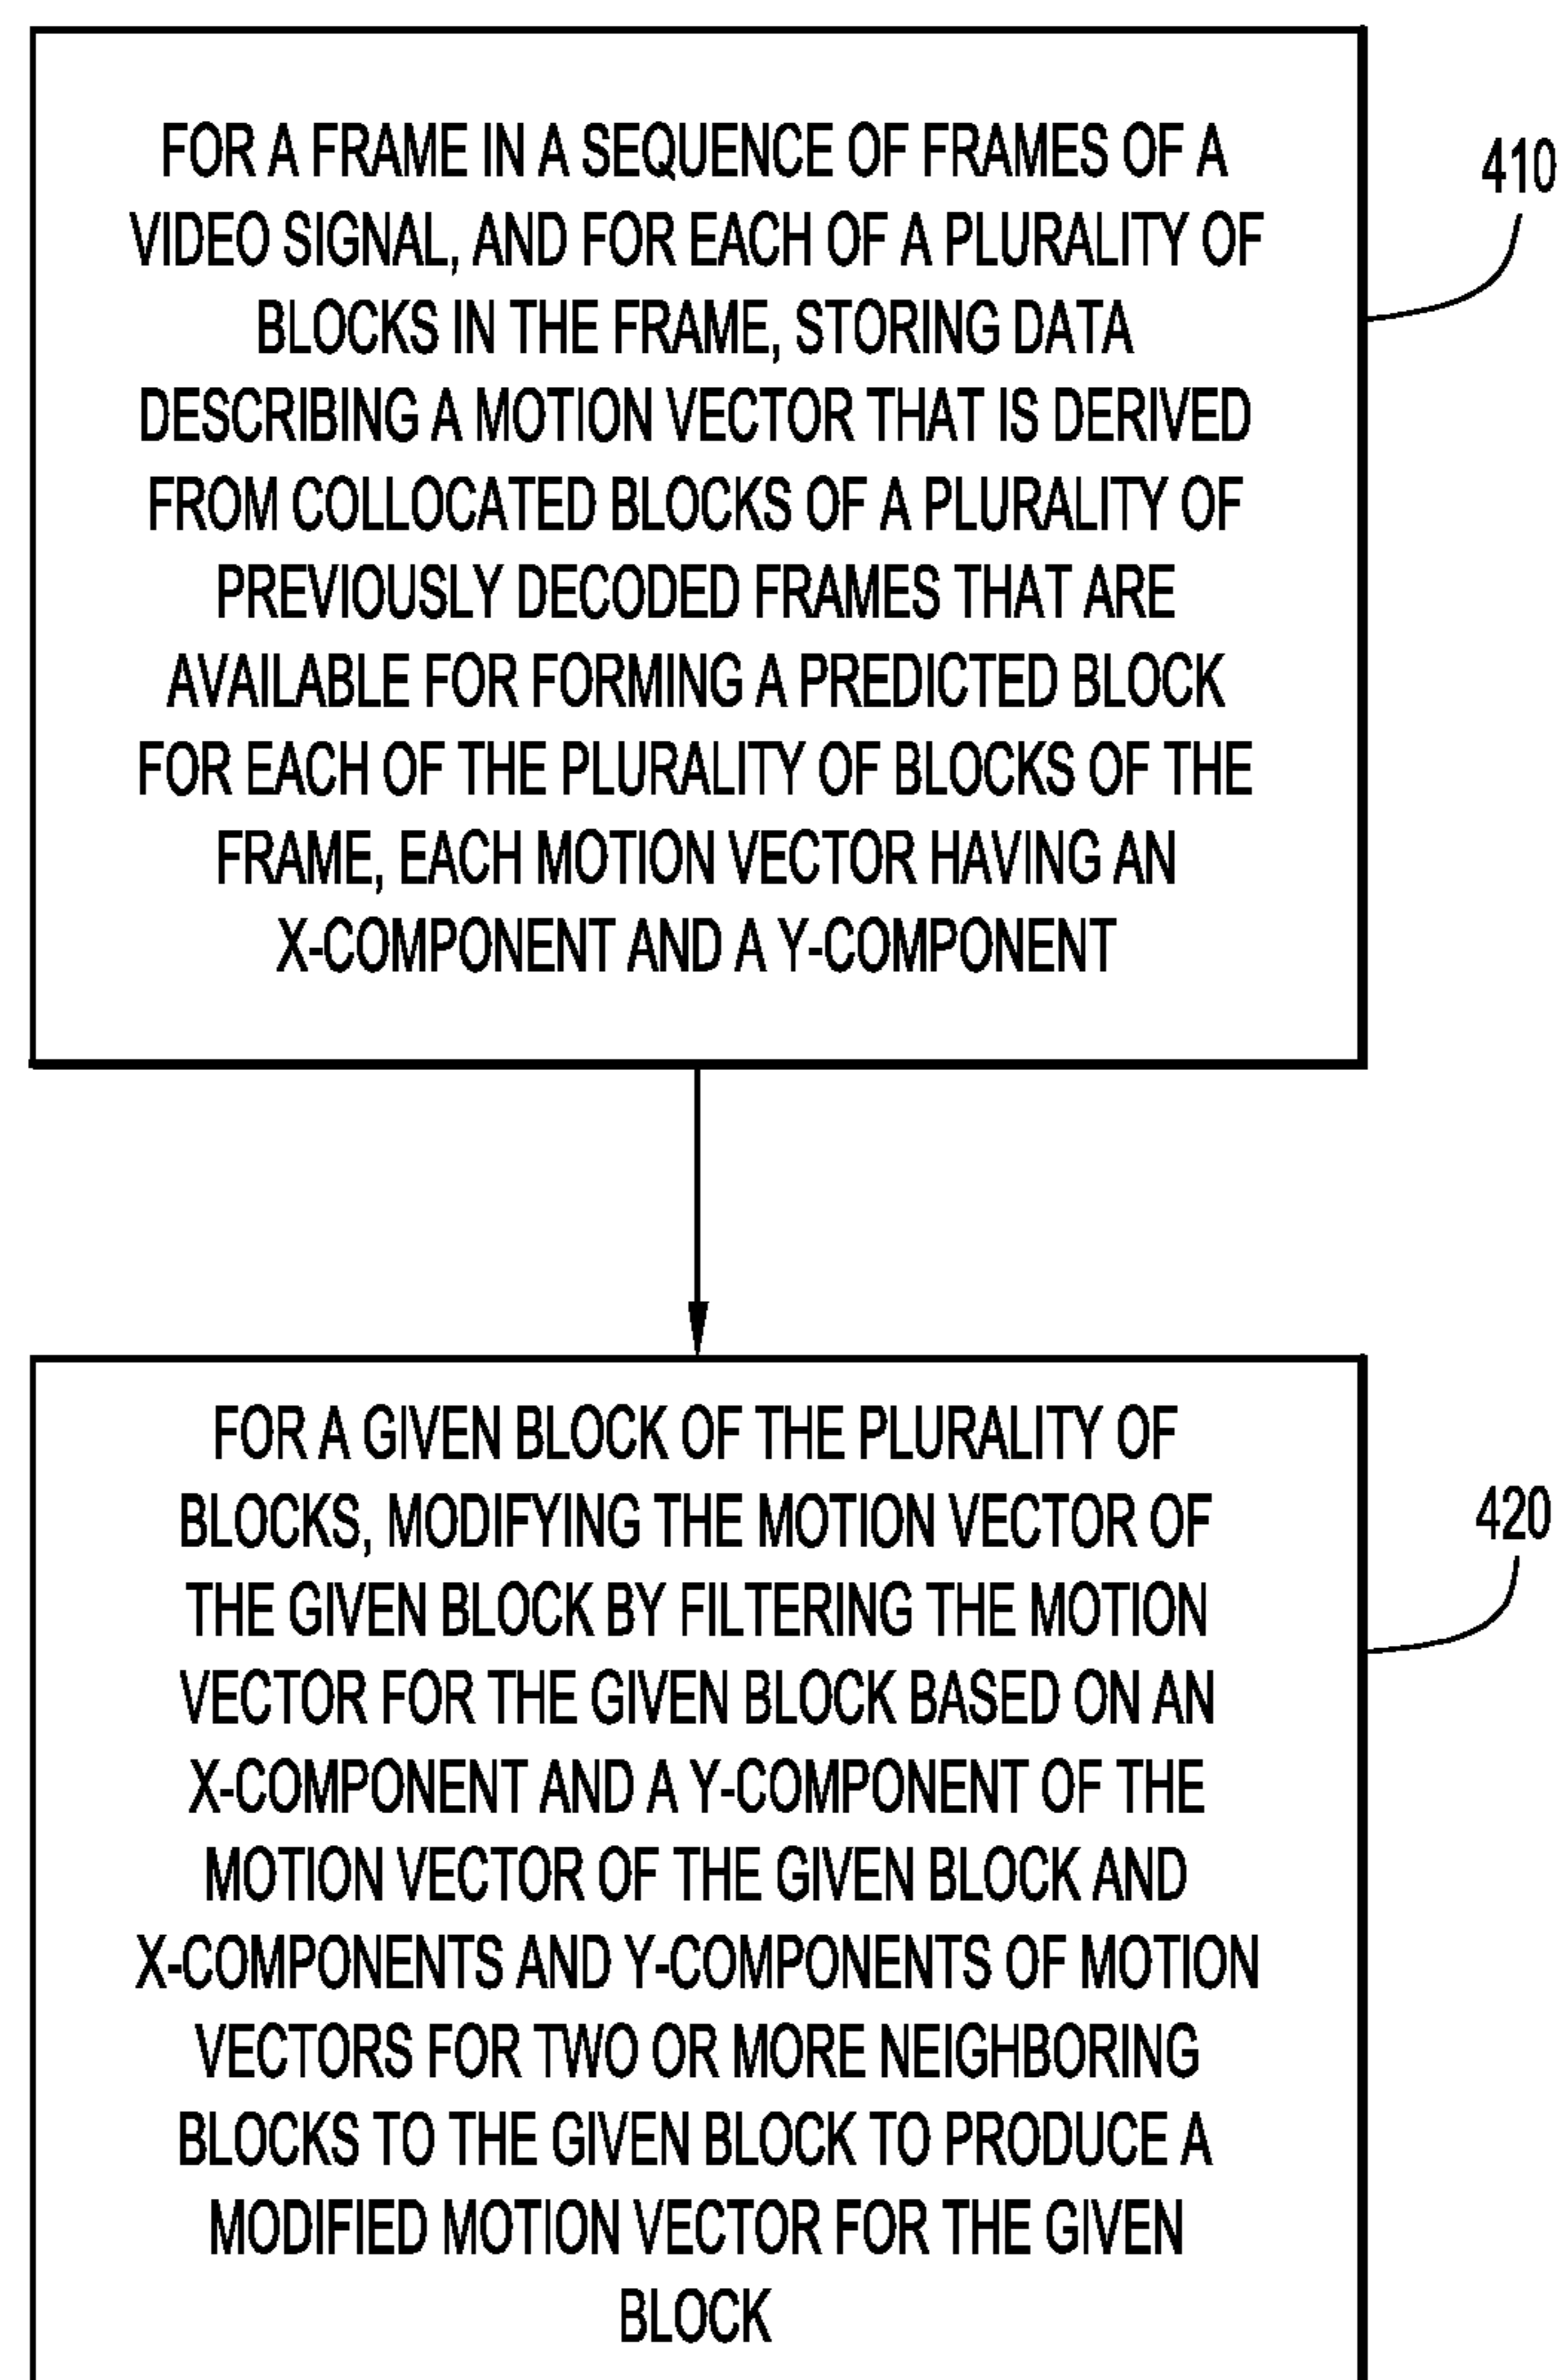 FOR A FRAME IN A SEQUENCE OF FRAMES OF A
VIDEO SIGNAL, AND FOR EACH OF A PLURALITY OF
BLOCKS IN THE FRAME, STORING DATA
DESCRIBING A MOTION VECTOR THAT IS DERIVED
FROM COLLOCATED BLOCKS OF A PLURALITY OF
PREVIOUSLY DECODED FRAMES THAT ARE
AVAILABLE FOR FORMING A PREDICTED BLOCK
FOR EACH OF THE PLURALITY OF BLOCKS OF THE
FRAME, EACH MOTION VECTOR HAVING AN
X-COMPONENT AND A Y-COMPONENT
410
FOR A GIVEN BLOCK OF THE PLURALITY OF
BLOCKS, MODIFYING THE MOTION VECTOR OF
THE GIVEN BLOCK BY FILTERING THE MOTION
VECTOR FOR THE GIVEN BLOCK BASED ON AN
X-COMPONENT AND A Y-COMPONENT OF THE
MOTION VECTOR OF THE GIVEN BLOCK AND
X-COMPONENTS AND Y-COMPONENTS OF MOTION
VECTORS FOR TWO OR MORE NEIGHBORING
BLOCKS TO THE GIVEN BLOCK TO PRODUCE A
MODIFIED MOTION VECTOR FOR THE GIVEN
BLOCK
420